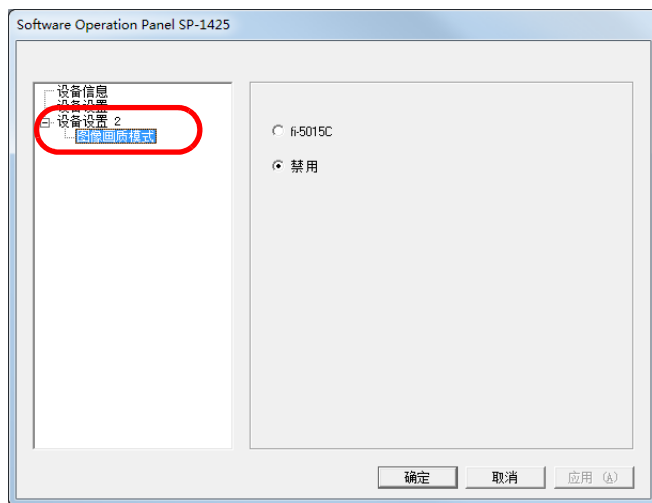 Software Operation Panel SP-1425
设备信息
设备设置
设备设置 2
图像画质模式
fi-5015C
禁用
确定
取消
应用 (A)